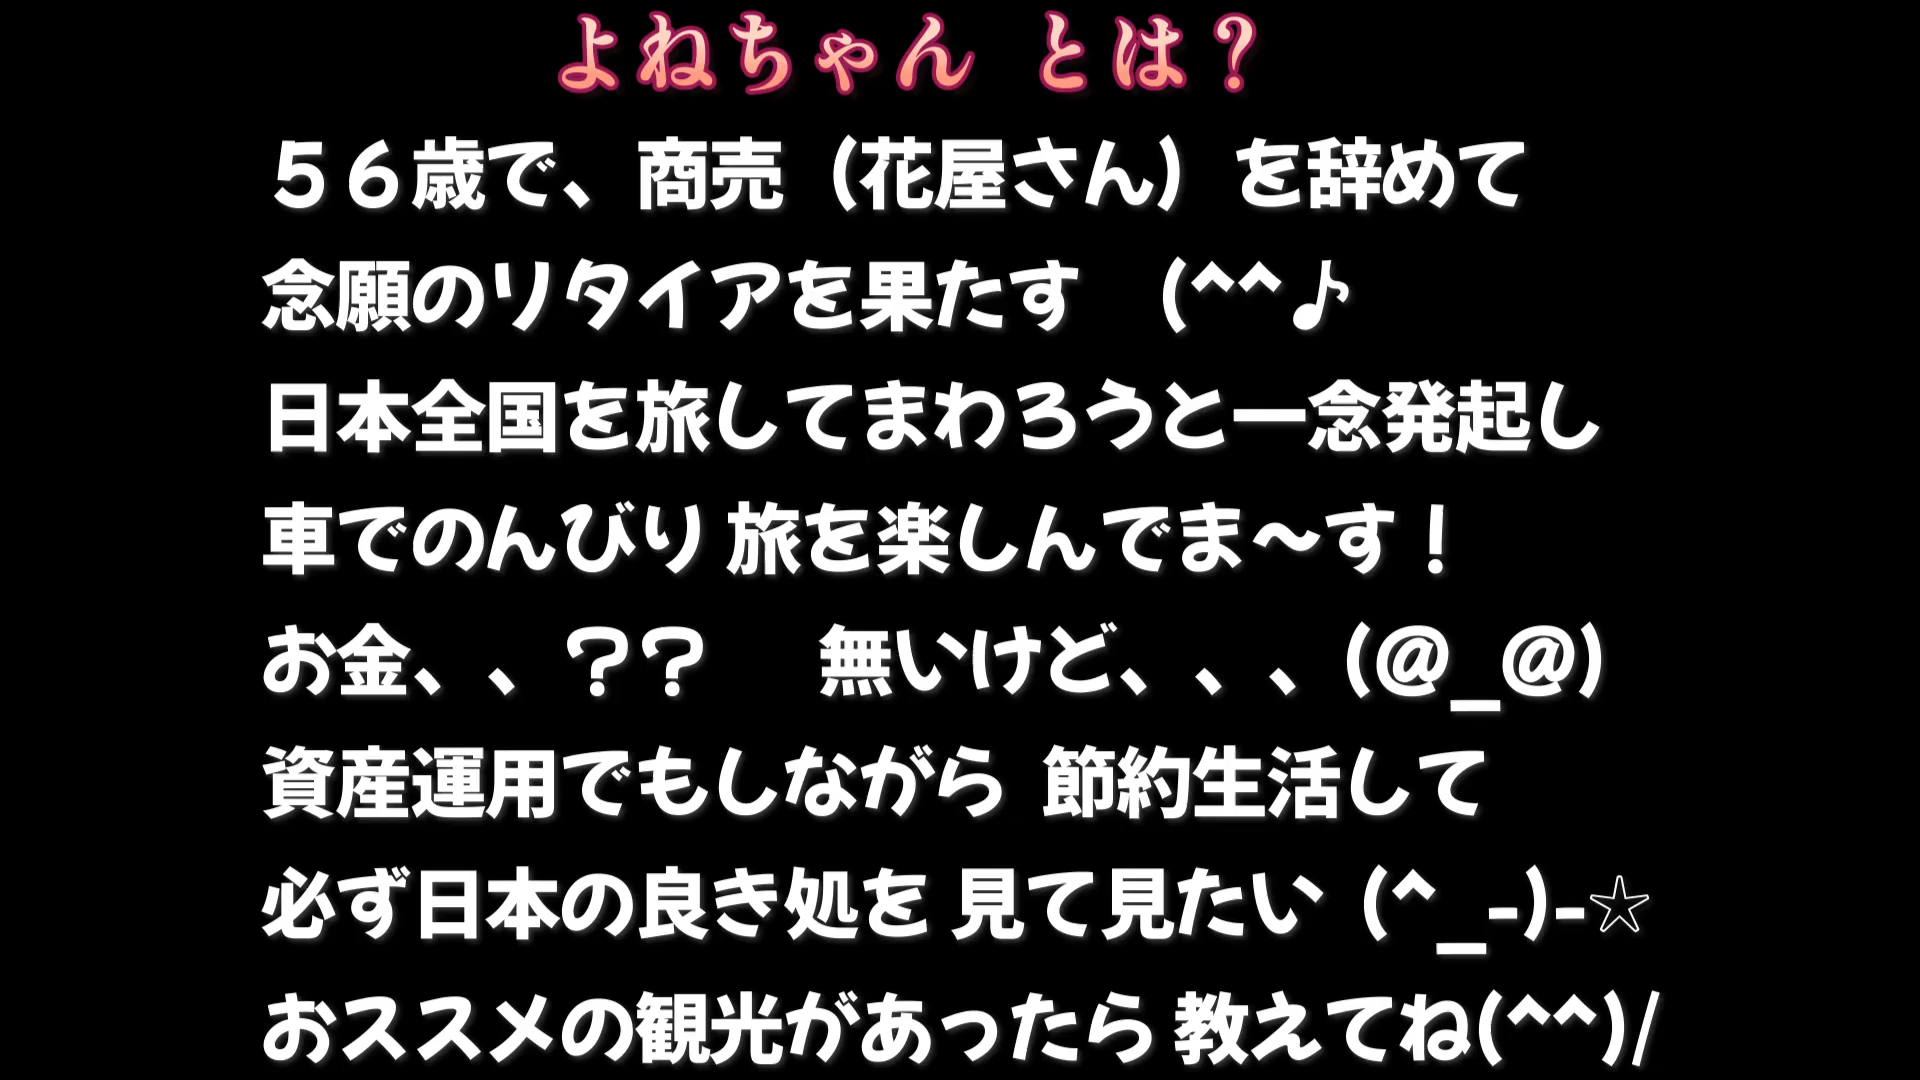 よねちゃん とは？
５６歳で、商売（花屋さん）を辞めて
念願のリタイアを果たす (^^♪
日本全国を旅してまわろうと一念発起し
車でのんびり 旅を楽しんでま～す！
お金、、？？ 無いけど、、、(@_@)
資産運用でもしながら 節約生活して
必ず日本の良き処を 見て見たい (^_-)-☆
おススメの観光があったら 教えてね(^^)/